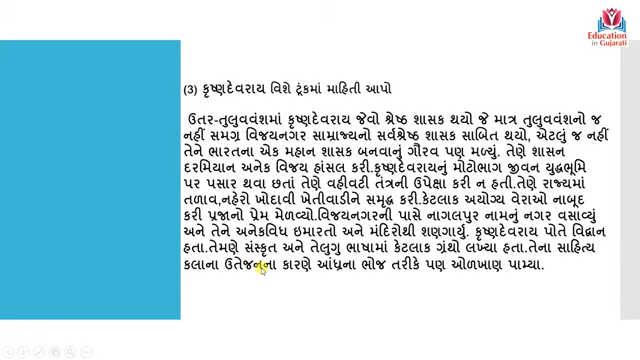 Education
in Gujarati
(3) કૃષ્ણદેવરાય વિશે ટૂંકમાં માહિતી આપો
ઉતર-તુલુવવંશમાં કૃષ્ણદેવરાય જેવો શ્રેષ્ઠ શાસક થયો જે માત્ર તુલુવવંશનો જ
નહીં સમગ્ર વિજયનગર સામ્રાજ્યનો સર્વશ્રેષ્ઠ શાસક સાબિત થયો, એટલું જ નહીં
તેને ભારતના એક મહાન શાસક બનવાનું ગૌરવ પણ મળ્યું. તેણે શાસન
દરમિયાન અનેક વિજય હાંસલ કરી.કૃષ્ણદેવરાયનું મોટોભાગ જીવન યુદ્ધભૂમિ
પર પસાર થવા છતાં તેણે વહીવટી તંત્રની ઉપેક્ષા કરી ન હતી.તેણે રાજ્યમાં
તળાવ,નહેરો ખોદાવી ખેતીવાડીને સમૃદ્ધ કરી.કેટલાક અયોગ્ય વેરાઓ નાબૂદ
કરી પ્રજાનો પ્રેમ મેળવ્યો.વિજયનગરની પાસે નાગલપુર નામનું નગર વસાવ્યું
અને તેને અનેકવિધ ઇમારતો અને મંદિરોથી શણગાર્યુ. કૃષ્ણદેવરાય પોતે વિદ્વાન
હતા.તેમણે સંસ્કૃત અને તેલુગુ ભાષામાં કેટલાક ગ્રંથો લખ્યા હતા.તેના સાહિત્ય
કલાના ઉતેજનના કારણે આંધ્રના ભોજ તરીકે પણ ઓળખાણ પામ્યા.